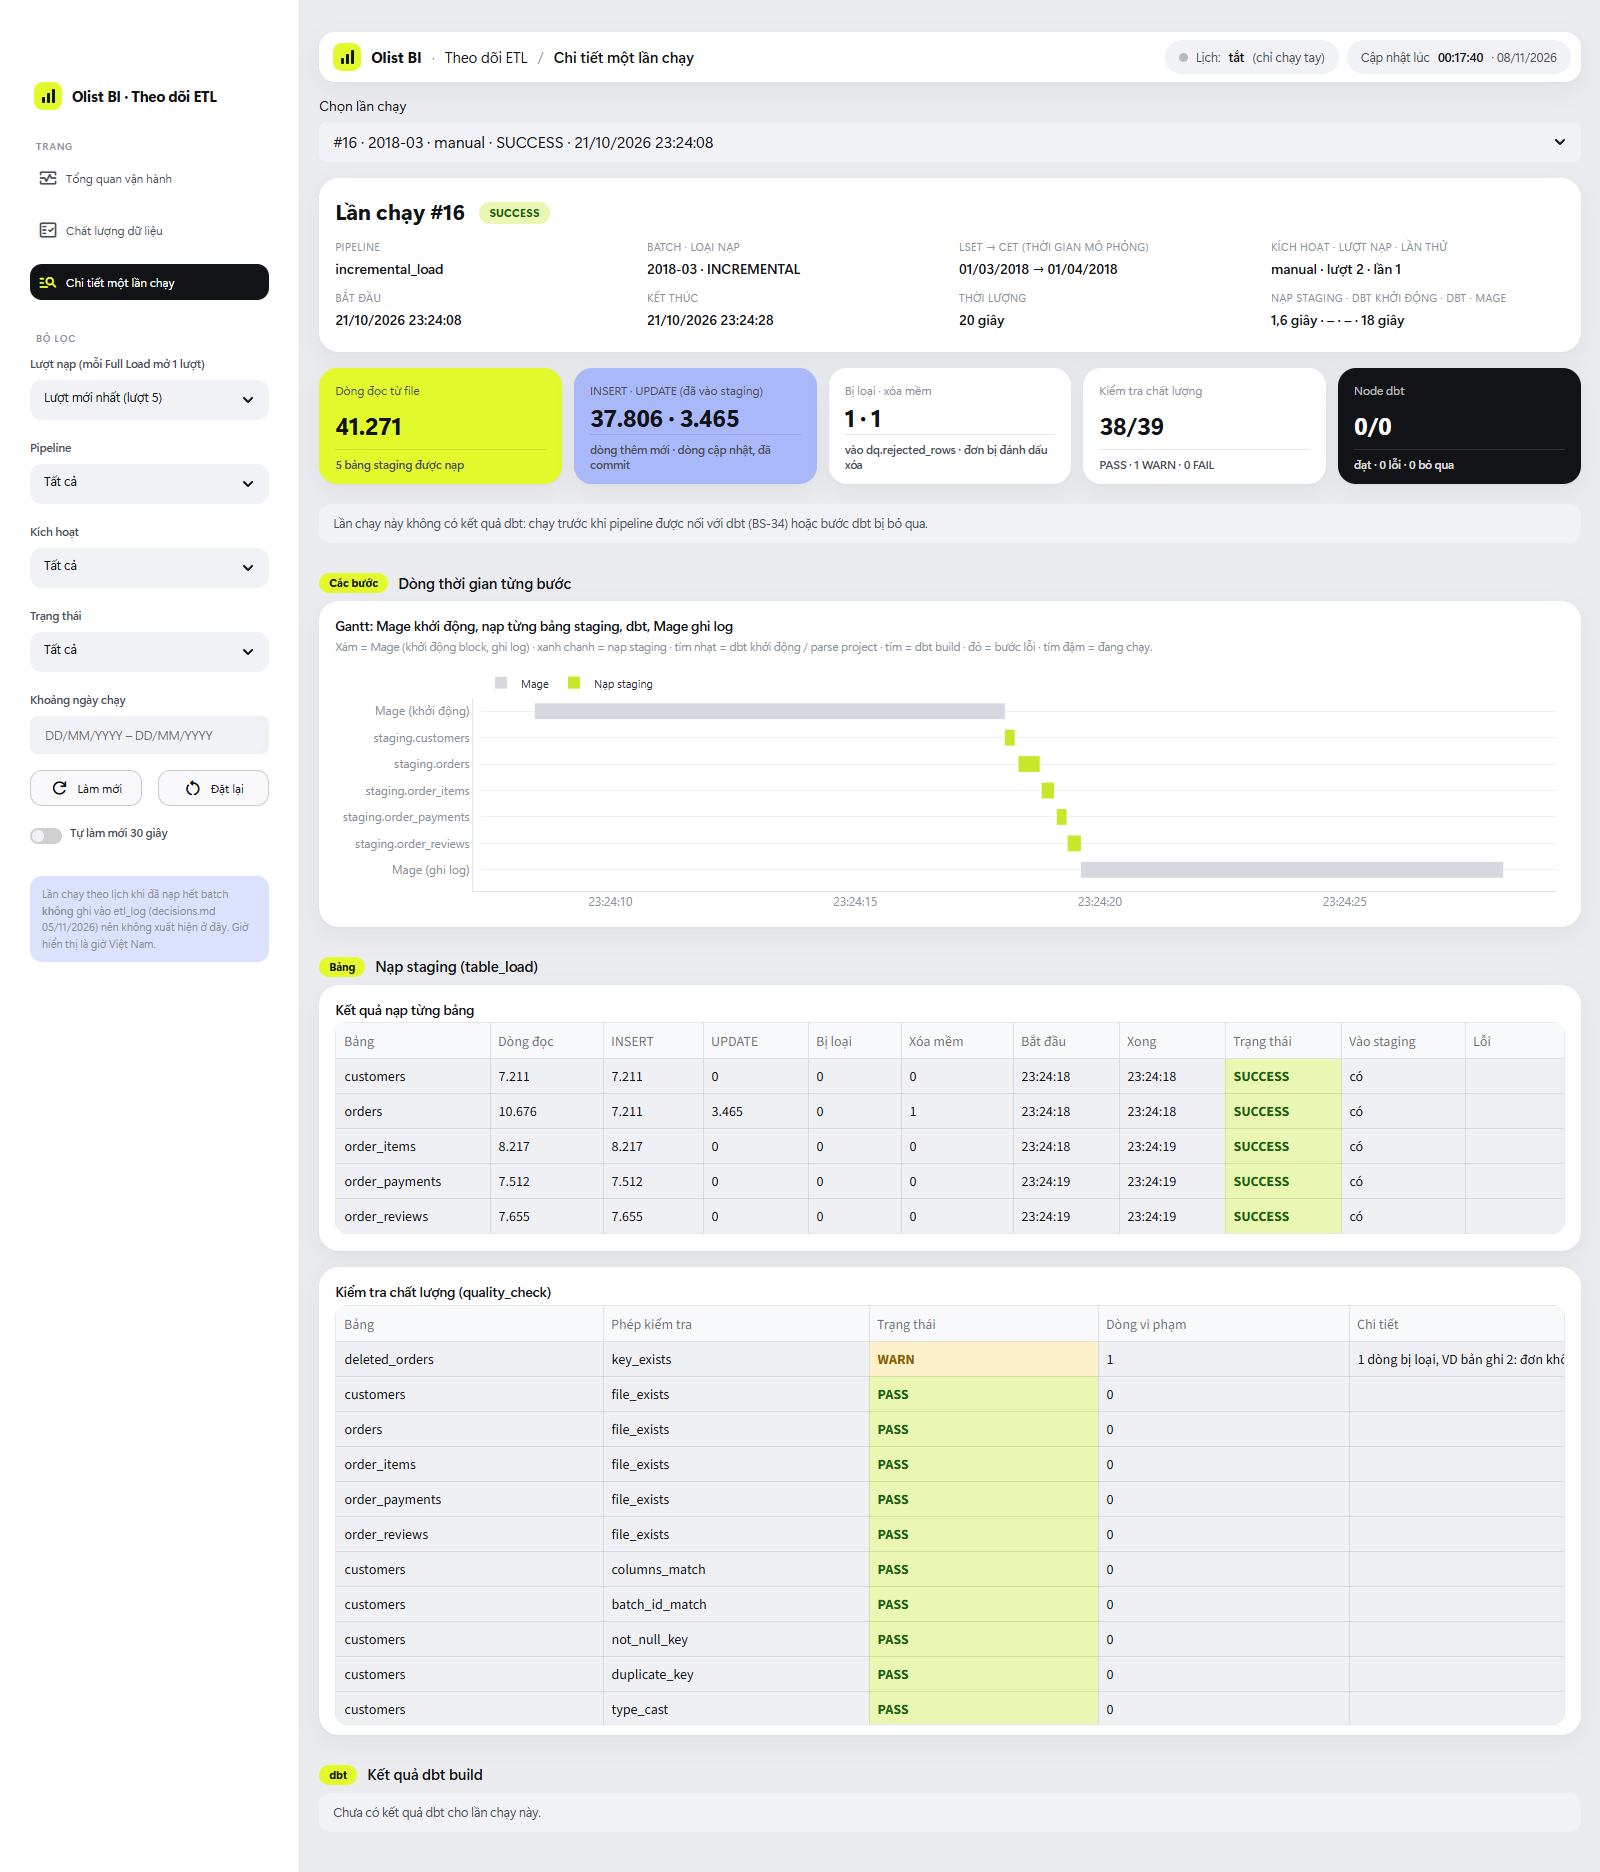 Olist BI · Theo dõi ETL
TRANG
Tổng quan vận hành
Chất lượng dữ liệu
Chi tiết một lần chạy
BỘ LỌC
Lượt nạp (mỗi Full Load mở 1 lượt)
Lượt mới nhất (lượt 5)
Pipeline
Tất cả
Kích hoạt
Tất cả
Trạng thái
Tất cả
Khoảng ngày chạy
DD/MM/YYYY – DD/MM/YYYY
Làm mới
Đặt lại
Tự làm mới 30 giây
Lần chạy theo lịch khi đã nạp hết batch
không ghi vào etl_log (decisions.md
05/11/2026) nên không xuất hiện ở đây. Giờ
hiển thị là giờ Việt Nam.
Olist BI · Theo dõi ETL / Chi tiết một lần chạy
Lịch: tắt (chỉ chạy tay)
Cập nhật lúc 00:17:40 · 08/11/2026
Chọn lần chạy
#16 · 2018-03 · manual · SUCCESS · 21/10/2026 23:24:08
Lần chạy #16 SUCCESS
PIPELINE BATCH · LOẠI NẠP LSET → CET (THỜI GIAN MÔ PHỎNG) KÍCH HOẠT · LƯỢT NẠP · LẦN THỬ
incremental_load 2018-03 · INCREMENTAL 01/03/2018 → 01/04/2018 manual · lượt 2 · lần 1
BẮT ĐẦU KẾT THÚC THỜI LƯỢNG NẠP STAGING · DBT KHỞI ĐỘNG · DBT · MAGE
21/10/2026 23:24:08 21/10/2026 23:24:28 20 giây 1,6 giây · – · – · 18 giây
Dòng đọc từ file
41.271
5 bảng staging được nạp
INSERT · UPDATE (đã vào staging)
37.806 · 3.465
dòng thêm mới · dòng cập nhật, đã
commit
Bị loại · xóa mềm
1 · 1
vào dq.rejected_rows · đơn bị đánh dấu
xóa
Kiểm tra chất lượng
38/39
PASS · 1 WARN · 0 FAIL
Node dbt
0/0
đạt · 0 lỗi · 0 bỏ qua
Lần chạy này không có kết quả dbt: chạy trước khi pipeline được nối với dbt (BS-34) hoặc bước dbt bị bỏ qua.
Các bước Dòng thời gian từng bước
Gantt: Mage khởi động, nạp từng bảng staging, dbt, Mage ghi log
Xám = Mage (khởi động block, ghi log) · xanh chanh = nạp staging · tím nhạt = dbt khởi động / parse project · tím = dbt build · đỏ = bước lỗi · tím đậm = đang chạy.
Mage Nạp staging
Mage (khởi động)
staging.customers
staging.orders
staging.order_items
staging.order_payments
staging.order_reviews
Mage (ghi log)
23:24:10 23:24:15 23:24:20 23:24:25
Bảng Nạp staging (table_load)
Kết quả nạp từng bảng
Bảng Dòng đọc INSERT UPDATE Bị loại Xóa mềm Bắt đầu Xong Trạng thái Vào staging Lỗi
customers 7.211 7.211 0 0 0 23:24:18 23:24:18 SUCCESS có
orders 10.676 7.211 3.465 0 1 23:24:18 23:24:18 SUCCESS có
order_items 8.217 8.217 0 0 0 23:24:18 23:24:19 SUCCESS có
order_payments 7.512 7.512 0 0 0 23:24:19 23:24:19 SUCCESS có
order_reviews 7.655 7.655 0 0 0 23:24:19 23:24:19 SUCCESS có
Kiểm tra chất lượng (quality_check)
Bảng Phép kiểm tra Trạng thái Dòng vi phạm Chi tiết
deleted_orders key_exists WARN 1 1 dòng bị loại, VD bản ghi 2: đơn
customers file_exists PASS 0
orders file_exists PASS 0
order_items file_exists PASS 0
order_payments file_exists PASS 0
order_reviews file_exists PASS 0
customers columns_match PASS 0
customers batch_id_match PASS 0
customers not_null_key PASS 0
customers duplicate_key PASS 0
customers type_cast PASS 0
dbt Kết quả dbt build
Chưa có kết quả dbt cho lần chạy này.